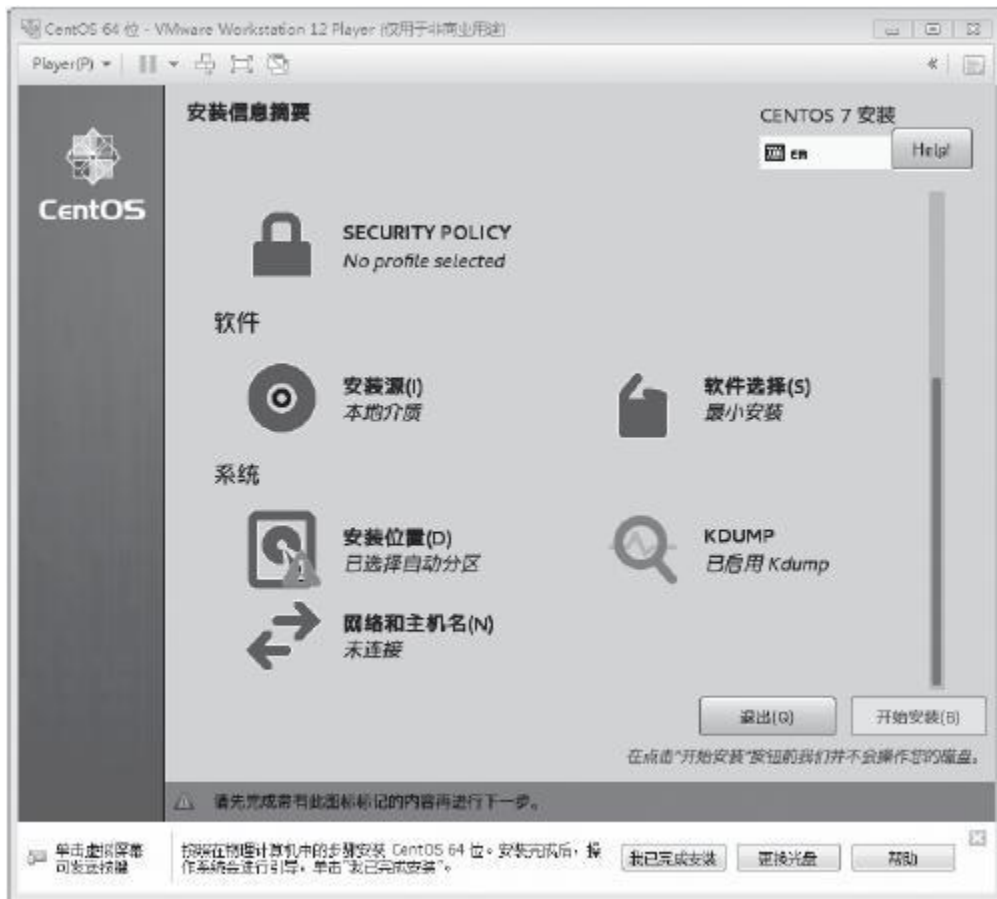 CentOS 64 位 - VMware Workstation 12 Player (仅用于非商业用途)
Player(P)
安装信息摘要
CENTOS 7 安装
en
Help!
CentOS
SECURITY POLICY
No profile selected
软件
安装源(I)
本地介质
软件选择(S)
最小安装
系统
安装位置(D)
已选择自动分区
KDUMP
已启用 Kdump
网络和主机名(N)
未连接
退出(Q)
开始安装(B)
在点击"开始安装"按钮前我们并不会操作您的磁盘。
请先完成带有此图标标记的内容再进行下一步。
单击虚拟屏幕
可发送按键
按照在物理计算机中的步骤安装 CentOS 64 位。安装完成后，操
作系统会进行引导，单击"我已完成安装"。
我已完成安装
更换光盘
帮助